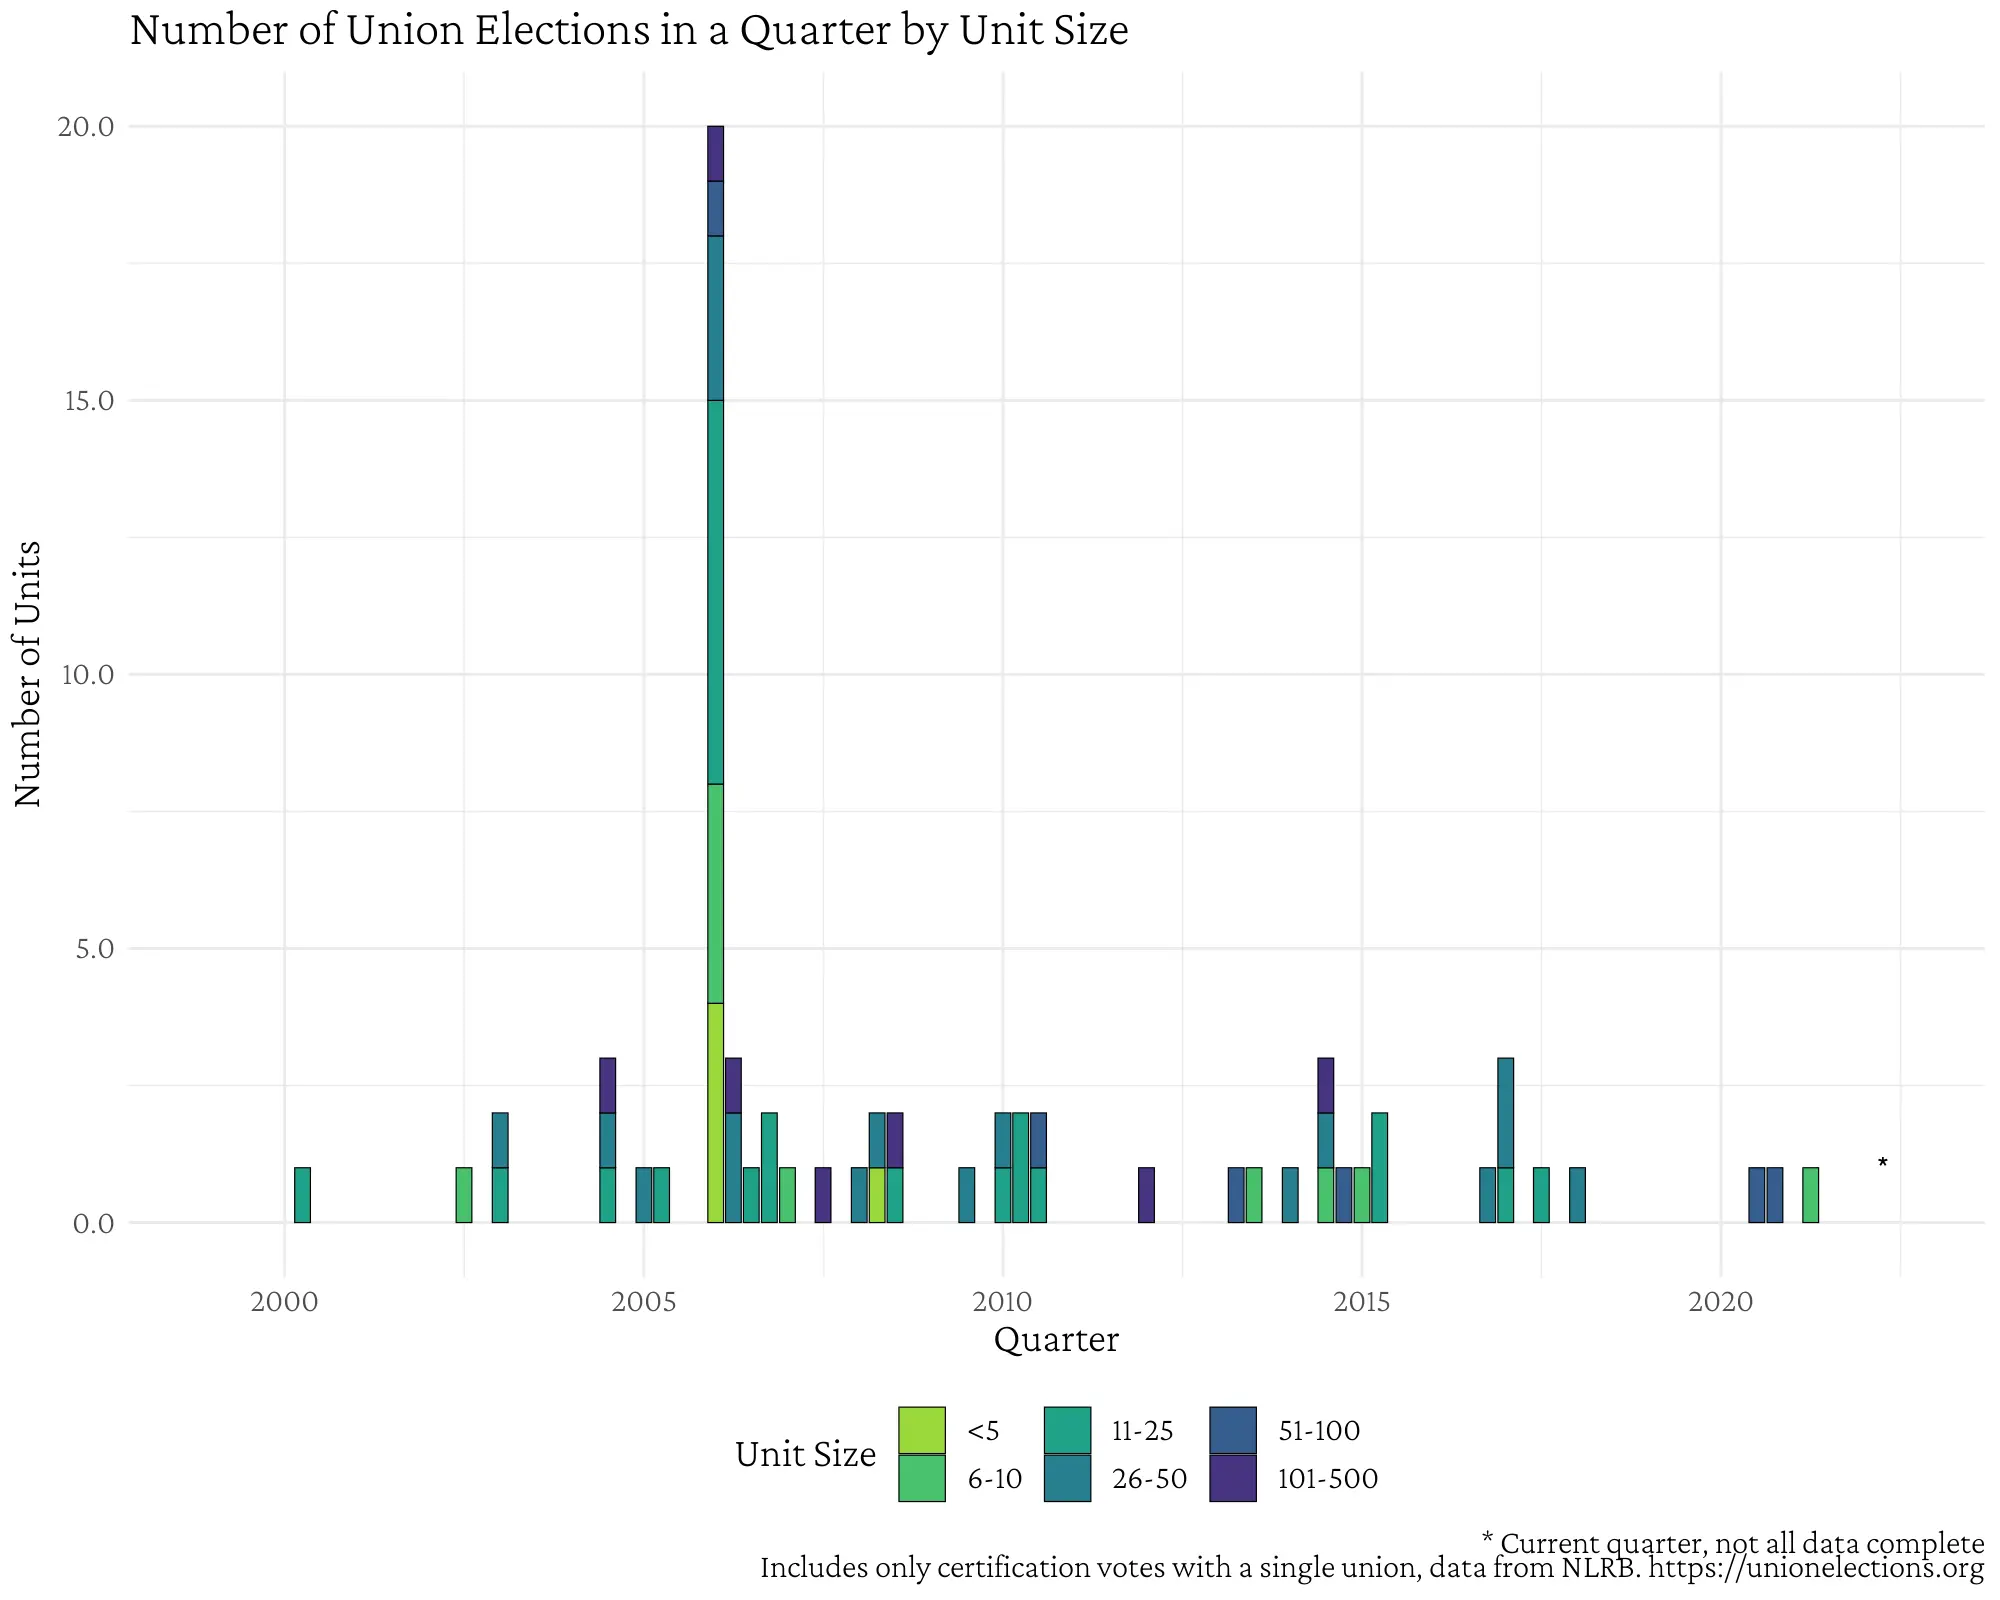 Number of Union Elections in a Quarter by Unit Size
Number of Units
20.0
15.0
10.0
5.0
0.0
*
2000 2005 2010 2015 2020
Quarter
Unit Size
<5 11-25 51-100
6-10 26-50 101-500
* Current quarter, not all data complete
Includes only certification votes with a single union, data from NLRB. https://unionelections.org